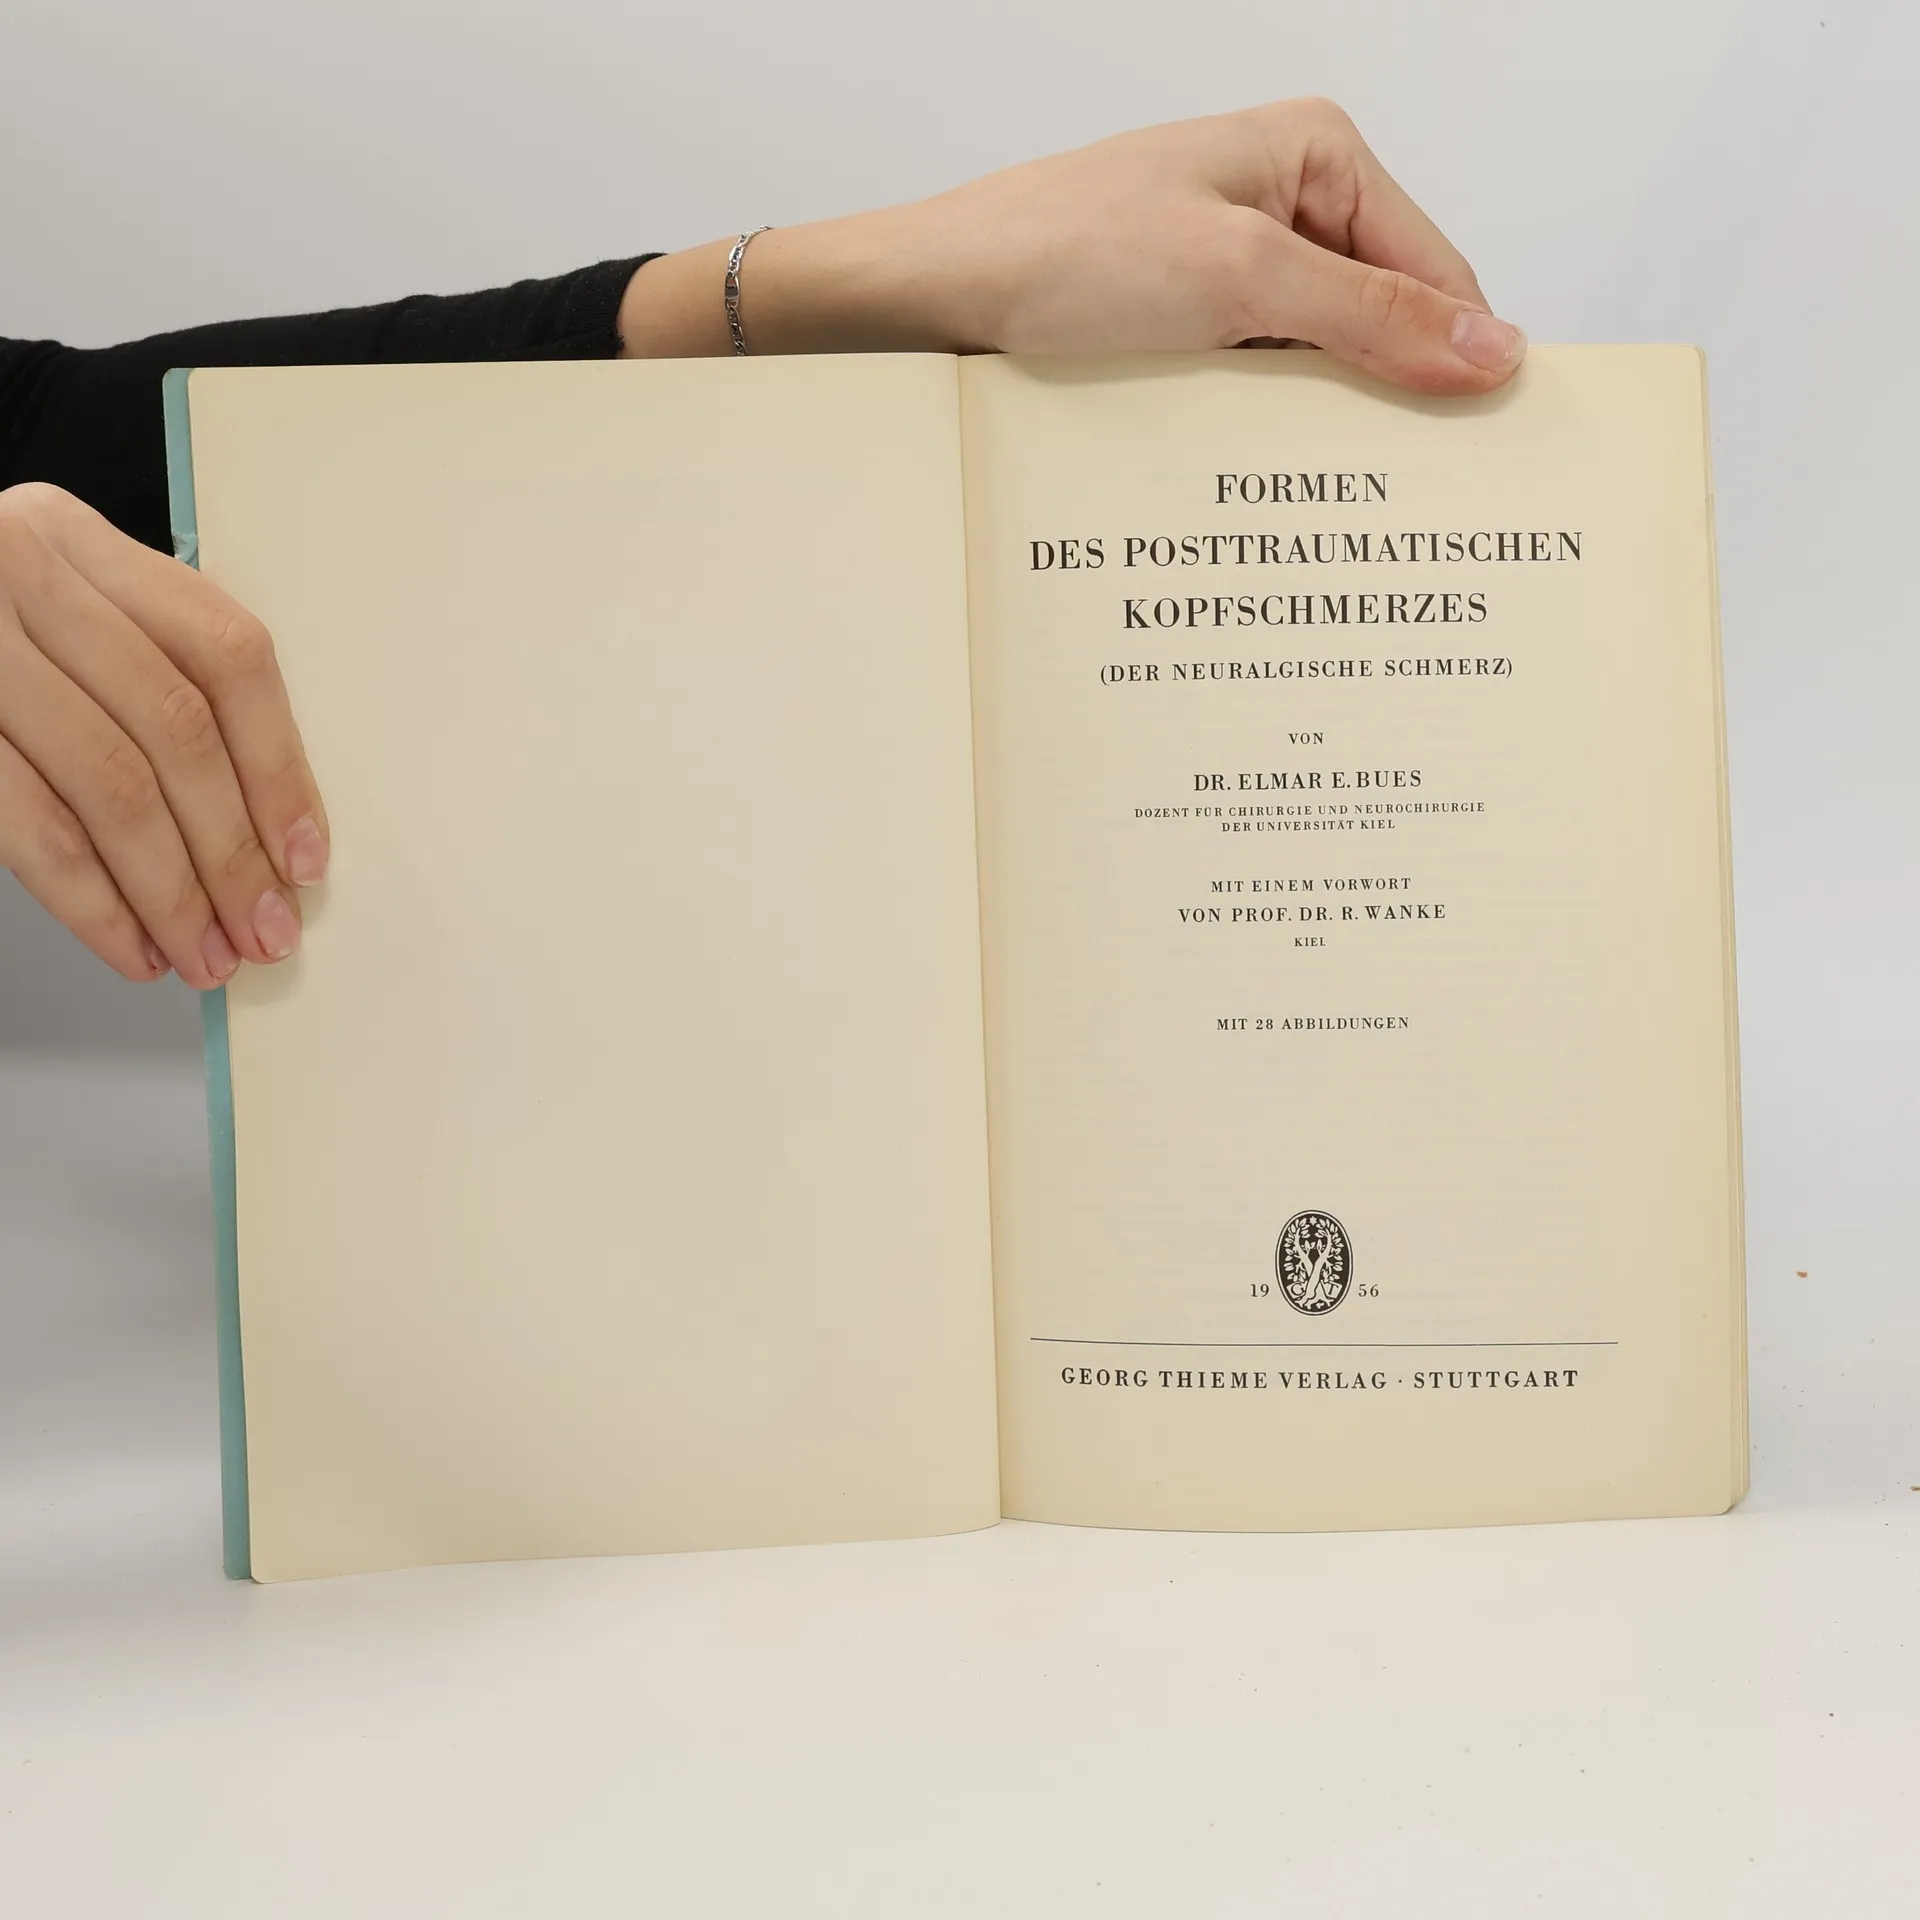 FORMEN
DES POSTTRAUMATISCHEN
KOPFSCHMERZES
(DER NEURALGISCHE SCHMERZ)
VON
DR. ELMAR E. BUES
DOZENT FÜR CHIRURGIE UND NEUROCHIRURGIE
DER UNIVERSITÄT KIEL
MIT EINEM VORWORT
VON PROF. DR. R. WANKE
KIEL
MIT 28 ABBILDUNGEN
19 G T 56
GEORG THIEME VERLAG · STUTTGART